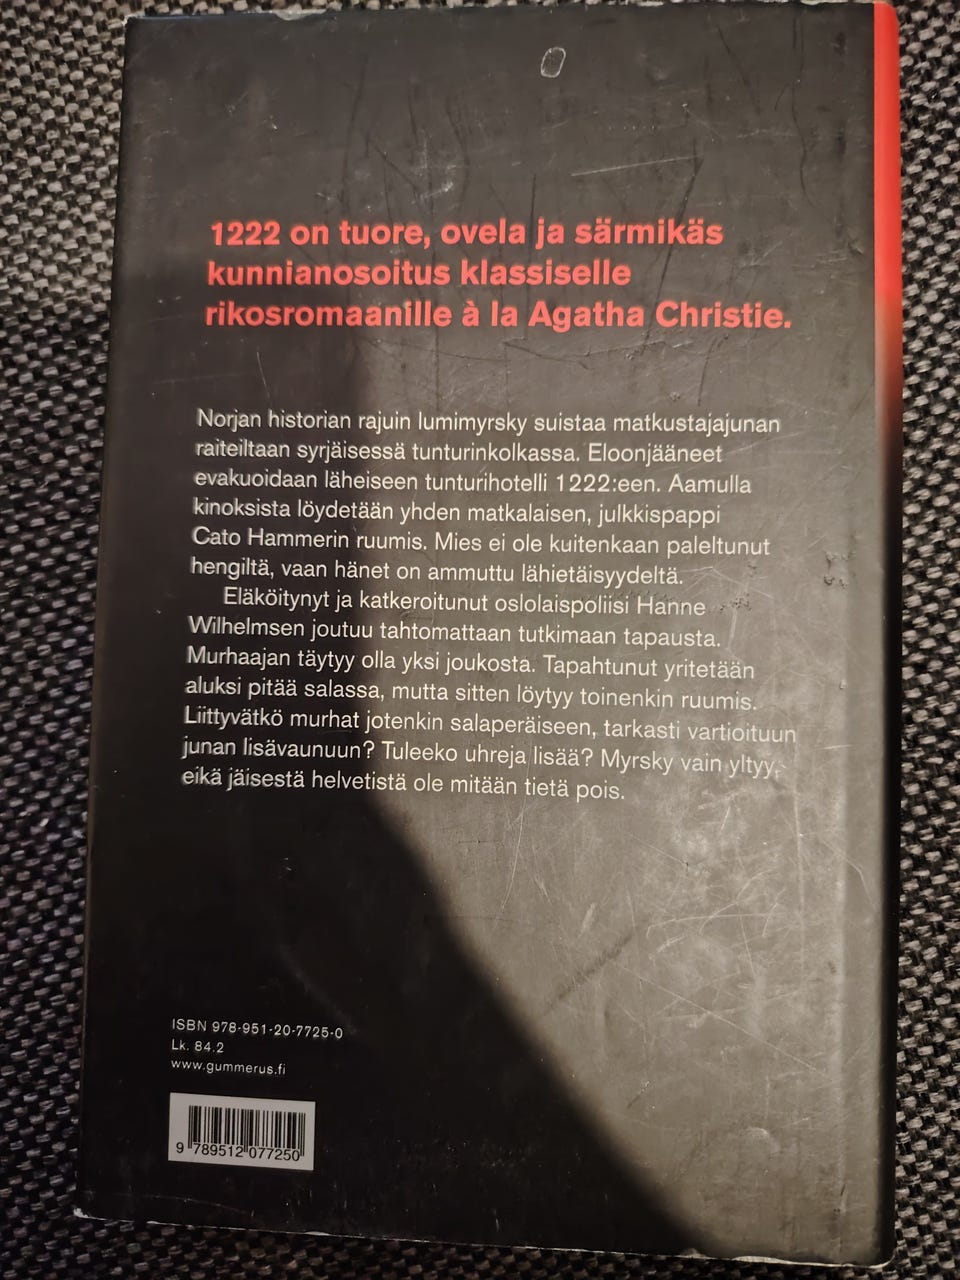 1222 on tuore, ovela ja särmikäs
kunnianosoitus klassiselle
rikosromaanille à la Agatha Christie.
Norjan historian rajuin lumimyrsky suistaa matkustajajunan
raiteiltaan syrjäisessä tunturinkolkassa. Eloonjääneet
evakuoidaan läheiseen tunturihotelli 1222:een. Aamulla
kinoksista löydetään yhden matkalaisen, julkkispappi
Cato Hammerin ruumis. Mies ei ole kuitenkaan paleltunut
hengiltä, vaan hänet on ammuttu lähietäisyydeltä.
Eläköitynyt ja katkeroitunut oslolaispoliisi Hanne
Wilhelmsen joutuu tahtomattaan tutkimaan tapausta.
Murhaajan täytyy olla yksi joukosta. Tapahtunut yritetään
aluksi pitää salassa, mutta sitten löytyy toinenkin ruumis.
Liittyvätkö murhat jotenkin salaperäiseen, tarkasti vartioituun
junan lisävaunuun? Tuleeko uhreja lisää? Myrsky vain yltyy,
eikä jäisestä helvetistä ole mitään tietä pois.
ISBN 978-951-20-7725-0
Lk. 84.2
www.gummerus.fi
9 789512 077250